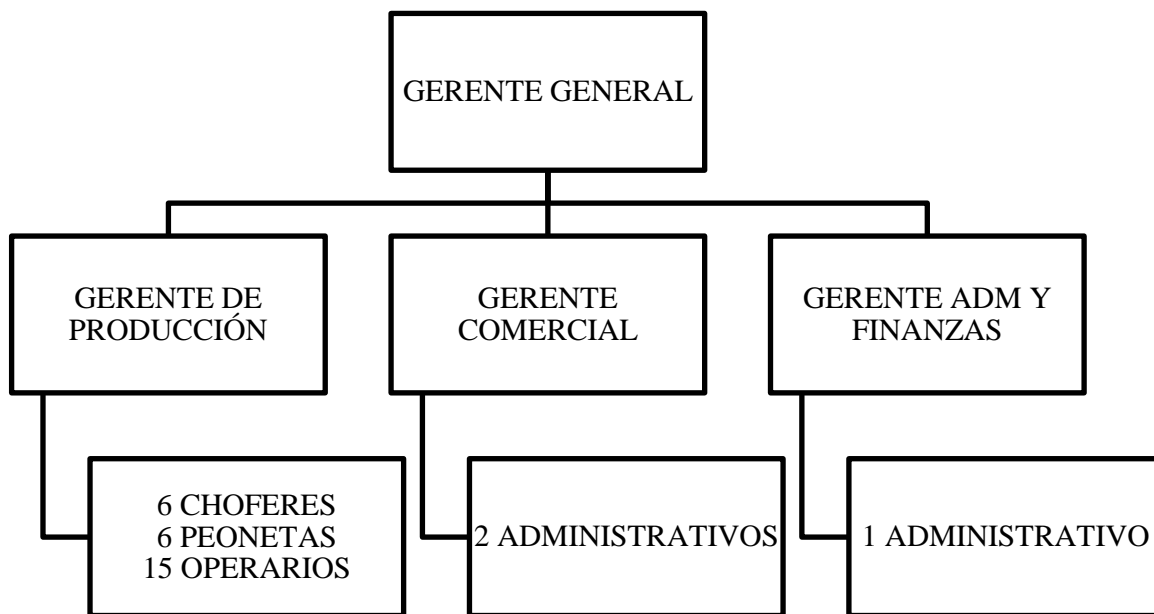 GERENTE GENERAL
GERENTE DE
PRODUCCIÓN
GERENTE
COMERCIAL
GERENTE ADM Y
FINANZAS
6 CHOFERES
6 PEONETAS
15 OPERARIOS
2 ADMINISTRATIVOS
1 ADMINISTRATIVO